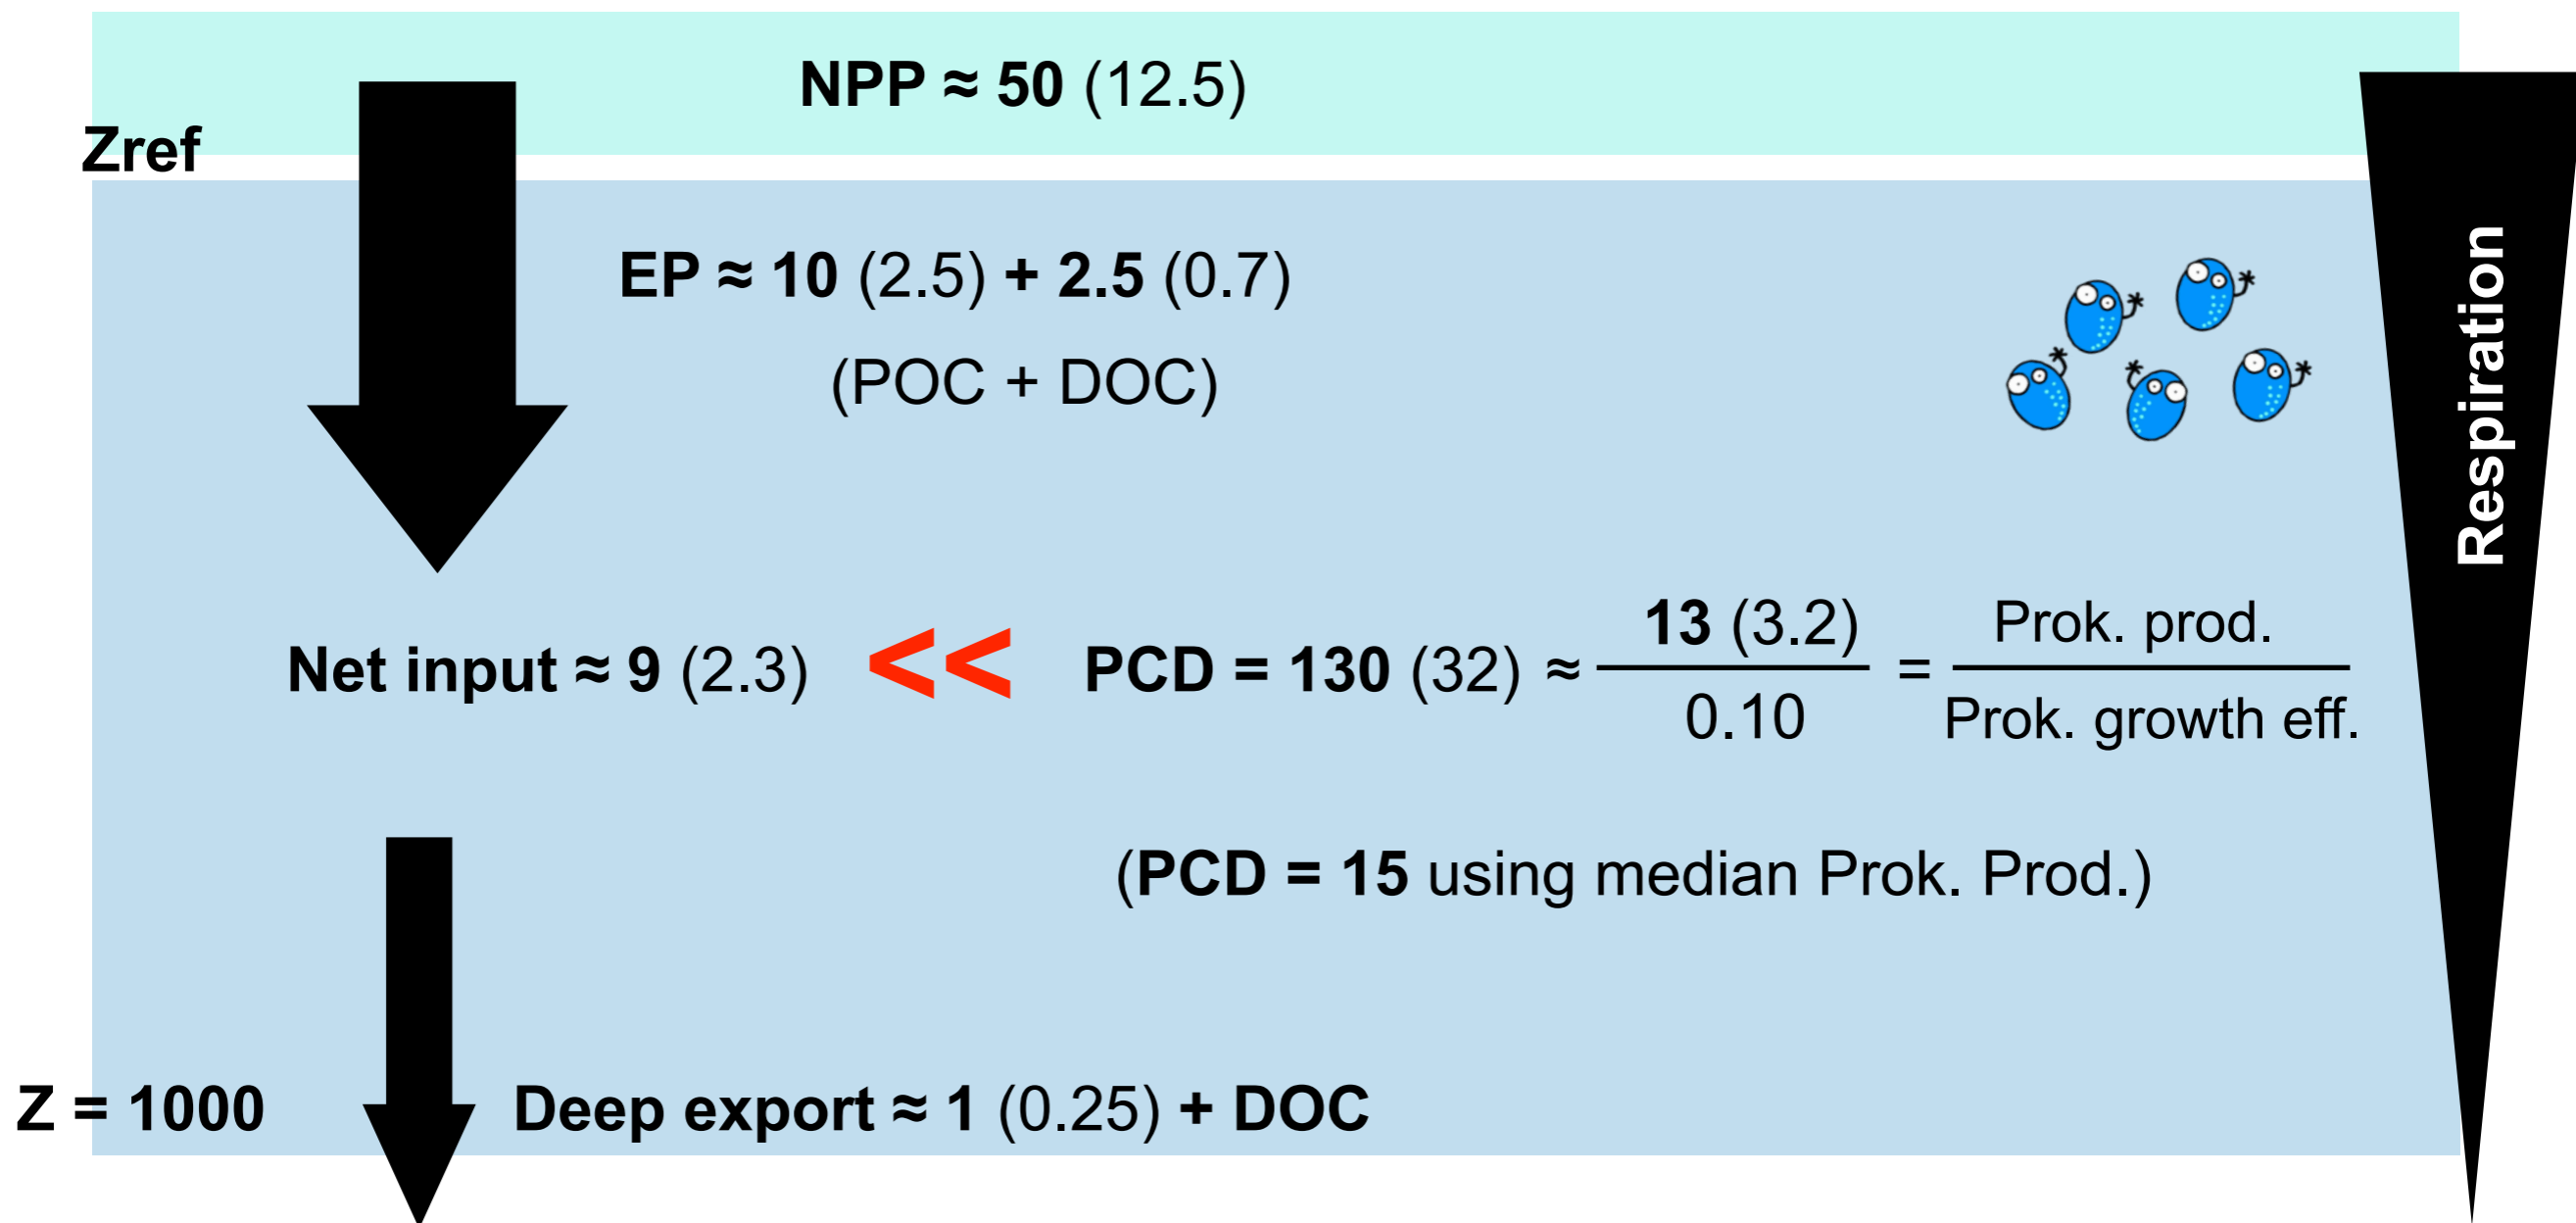 NPP ≈ 50 (12.5)
Zref
EP ≈ 10 (2.5) + 2.5 (0.7)
(POC + DOC)
Respiration
Net input ≈ 9 (2.3) << PCD = 130 (32) ≈ 13 (3.2) / 0.10 = Prok. prod. / Prok. growth eff.
(PCD = 15 using median Prok. Prod.)
Z = 1000 Deep export ≈ 1 (0.25) + DOC